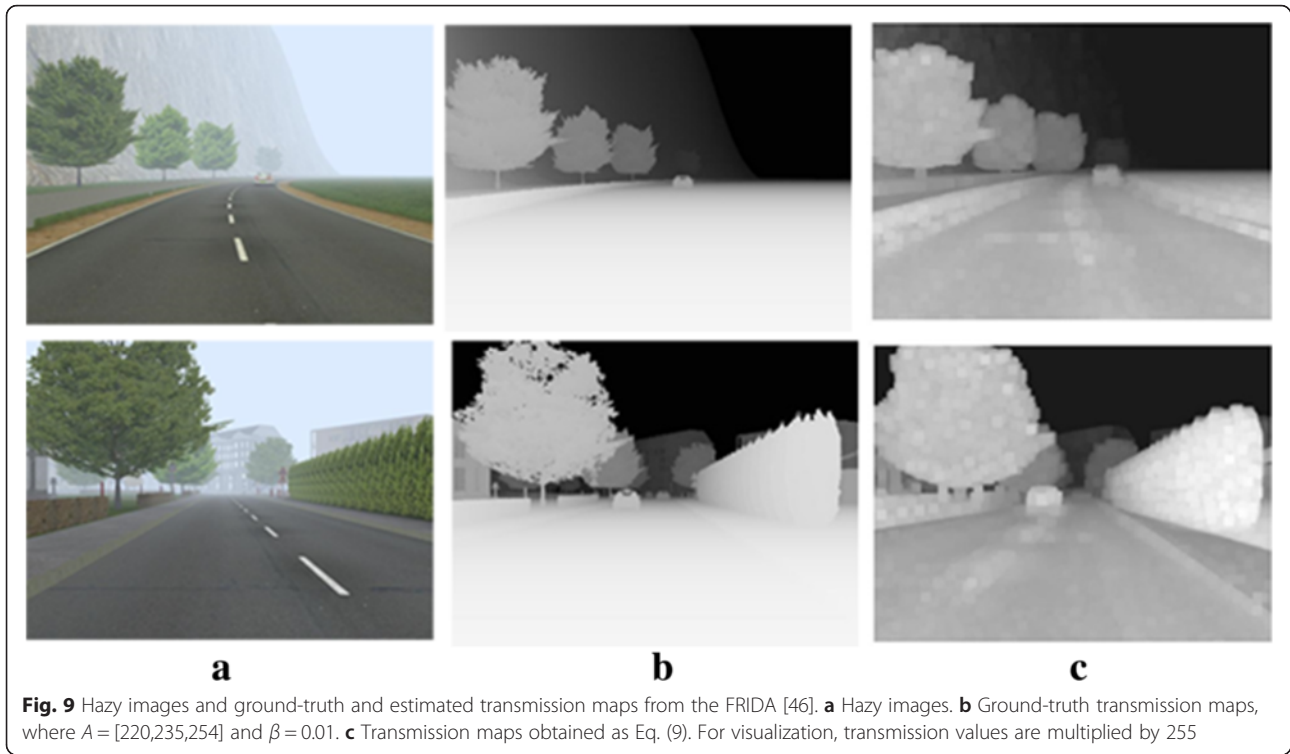 a
b
c
Fig. 9 Hazy images and ground-truth and estimated transmission maps from the FRIDA [46]. a Hazy images. b Ground-truth transmission maps,
where A = [220,235,254] and β = 0.01. c Transmission maps obtained as Eq. (9). For visualization, transmission values are multiplied by 255